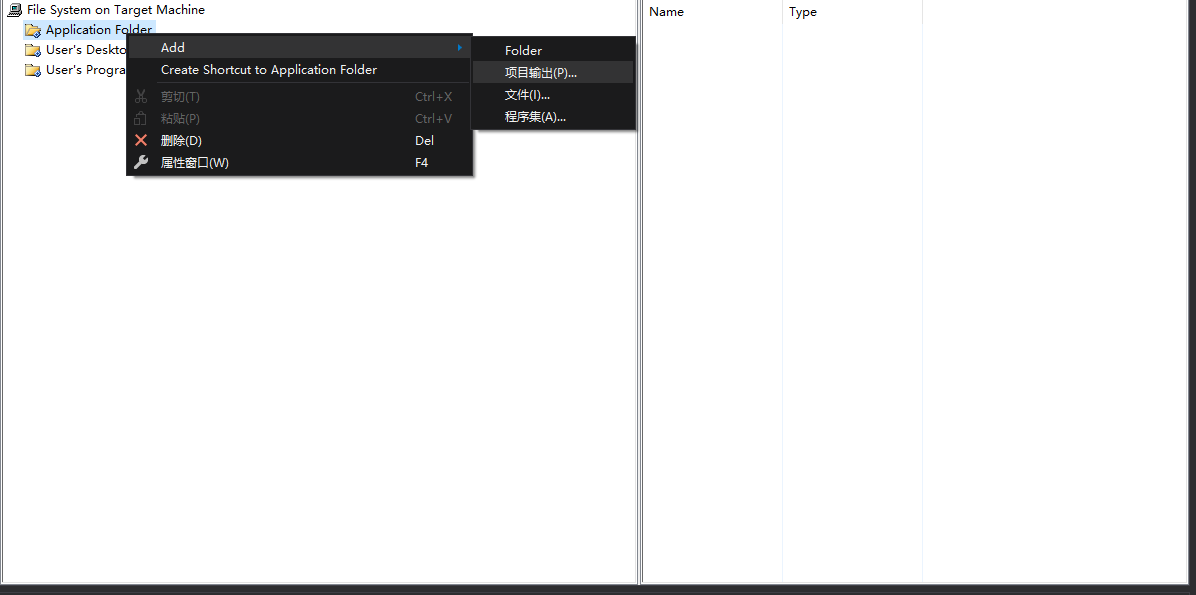 File System on Target Machine
Name
Type
Application Folder
User's Deskto
User's Progra
Add
Create Shortcut to Application Folder
剪切(T) Ctrl+X
粘贴(P) Ctrl+V
删除(D) Del
属性窗口(W) F4
Folder
项目输出(P)...
文件(I)...
程序集(A)...